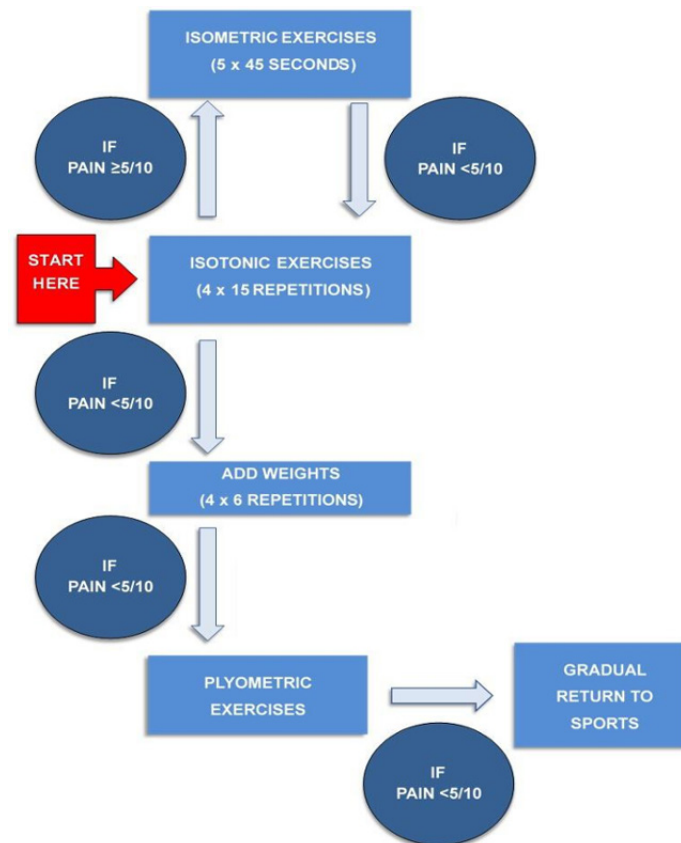 ISOMETRIC EXERCISES
(5 x 45 SECONDS)
IF
PAIN ≥5/10
IF
PAIN <5/10
START
HERE
ISOTONIC EXERCISES
(4 x 15 REPETITIONS)
IF
PAIN <5/10
ADD WEIGHTS
(4 x 6 REPETITIONS)
IF
PAIN <5/10
PLYOMETRIC
EXERCISES
GRADUAL
RETURN TO
SPORTS
IF
PAIN <5/10